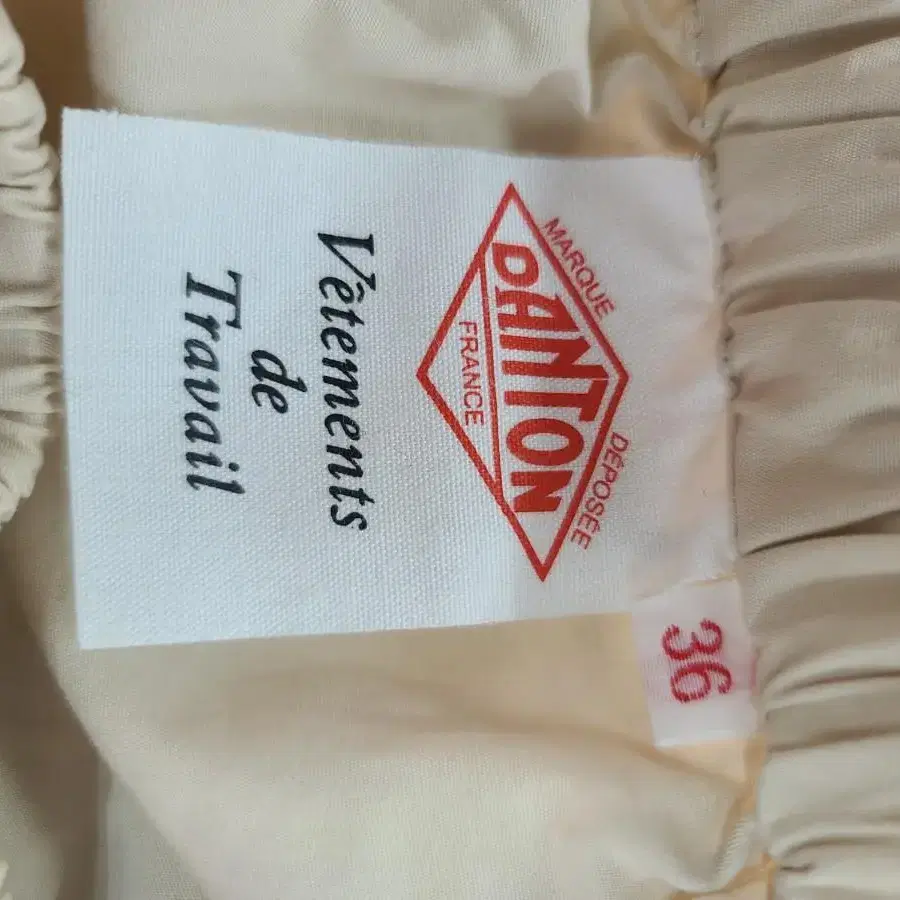 MARQUE DÉPOSÉE
DANTON
FRANCE
Vêtements
de
Travail
36